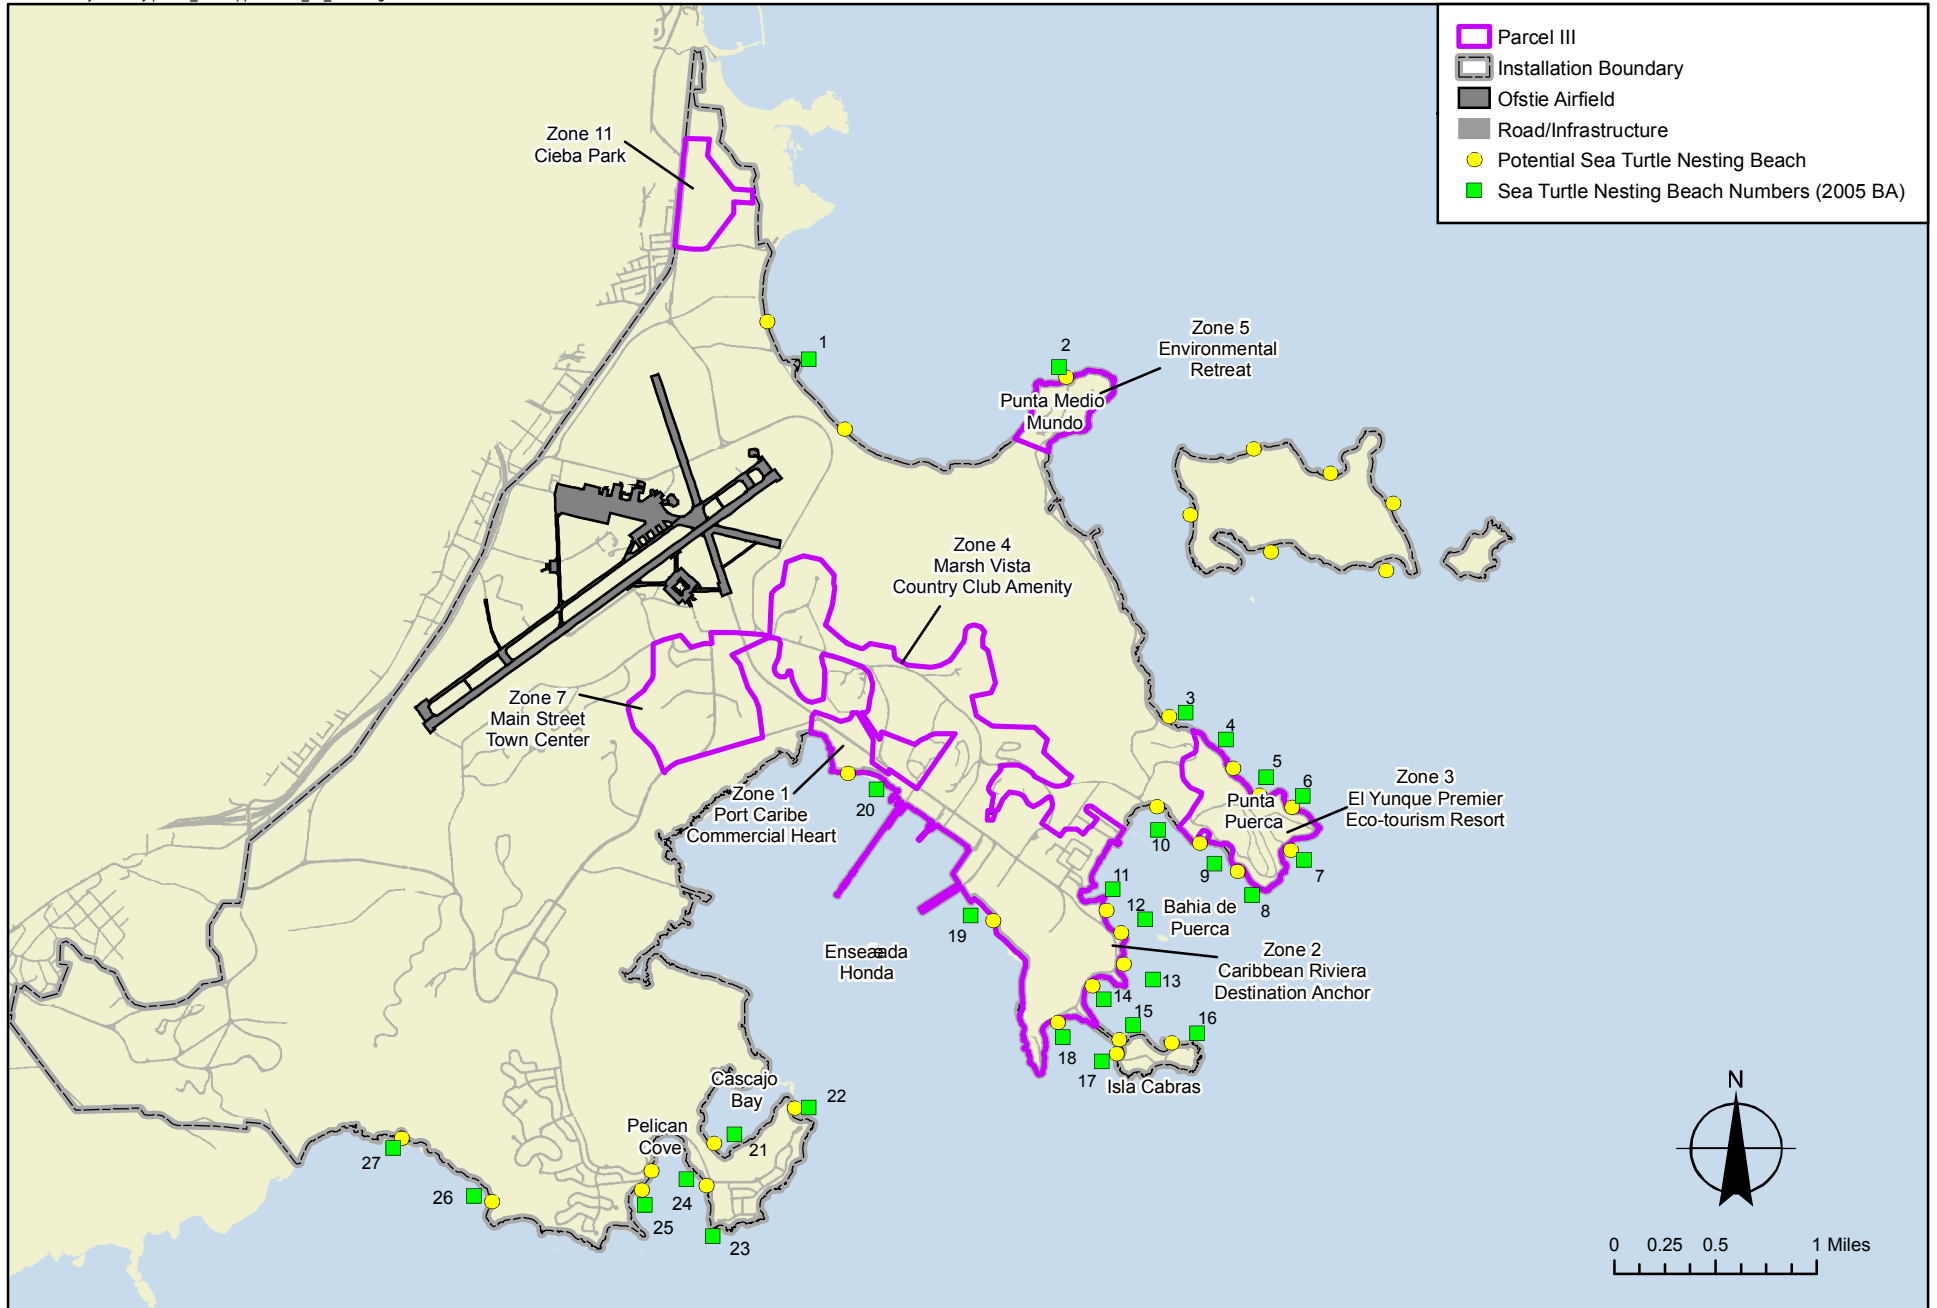 Parcel III
Installation Boundary
Ofstie Airfield
Road/Infrastructure
Potential Sea Turtle Nesting Beach
Sea Turtle Nesting Beach Numbers (2005 BA)
Zone 11
Cieba Park
1
2
Zone 5
Environmental
Retreat
Punta Medio
Mundo
Zone 4
Marsh Vista
Country Club Amenity
Zone 7
Main Street
Town Center
3
4
5
6
Zone 3
El Yunque Premier
Eco-tourism Resort
Punta
Puerca
Zone 1
Port Caribe
Commercial Heart
20
10
9
7
8
11
12
Bahia de
Puerca
19
Honda
Zone 2
Caribbean Riviera
Destination Anchor
13
14
15
16
18
17
Isla Cabras
Cascajo
Bay
22
Pelican
Cove
21
27
26
24
25
23
N
0 0.25 0.5 1 Miles